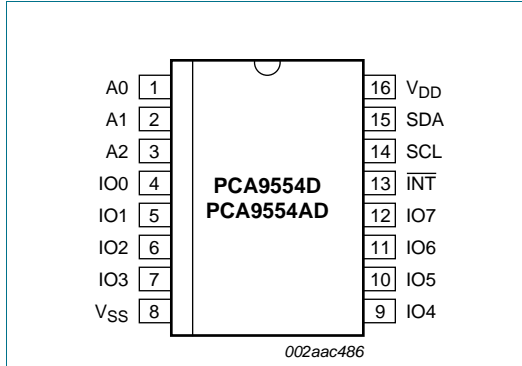 A0 1 16 VDD
A1 2 15 SDA
A2 3 14 SCL
IO0 4 13 INT
IO1 5 PCA9554D 12 IO7
IO2 6 PCA9554AD 11 IO6
IO3 7 10 IO5
VSS 8 9 IO4
002aac486